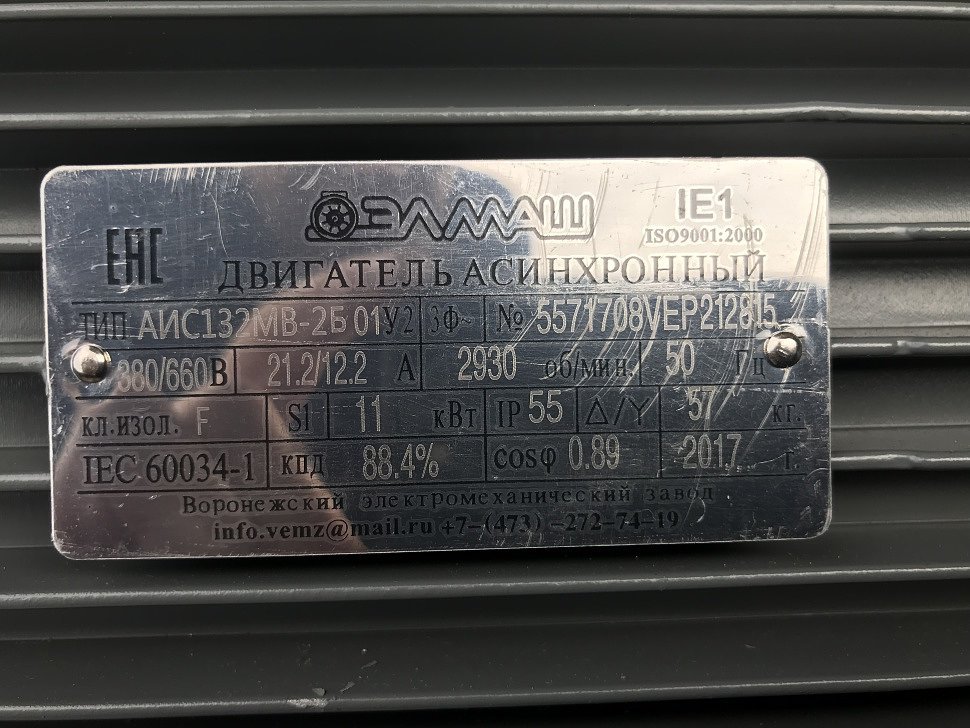 ЭЛМАШ IE1
ISO9001:2000
EAC
ДВИГАТЕЛЬ АСИНХРОННЫЙ
ТИП АИС132МВ-2Б 01У2 3ф~ № 5571708VEP212815
380/660В 21.2/12.2 А 2930 об/мин. 50 Гц
кл.изол. F S1 11 кВт IP 55 △/Y 57 кг.
IEC 60034-1 КПД 88.4% cosφ 0.89 2017 г.
Воронежский электромеханический завод
info.vemz@mail.ru +7-(473) -272-74-19